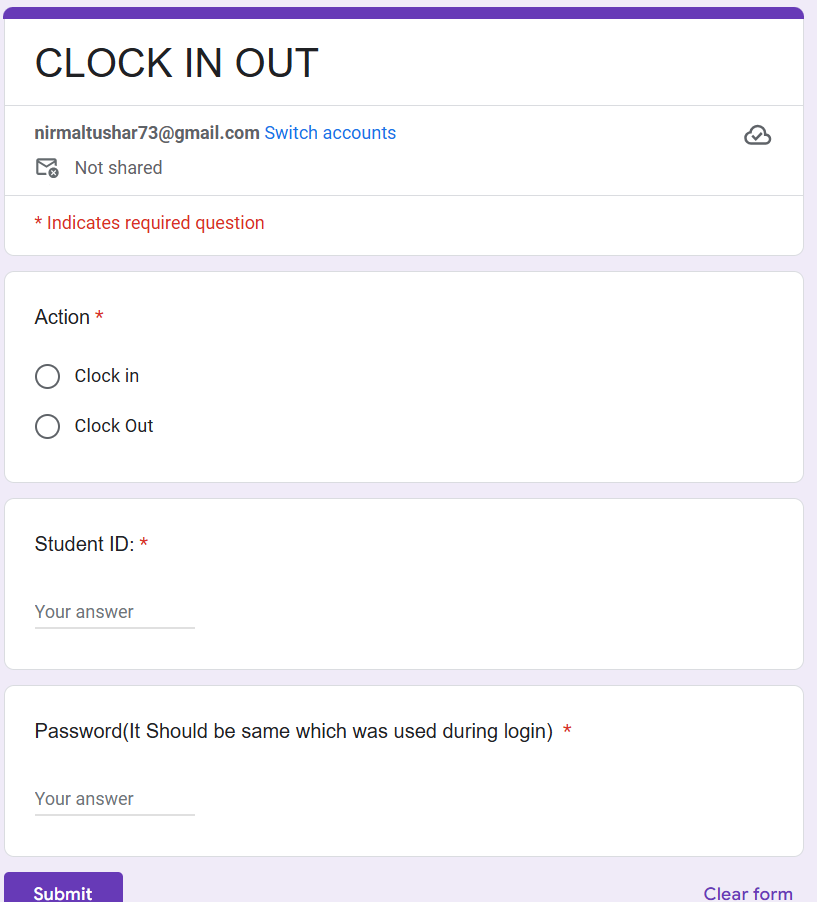 CLOCK IN OUT
nirmaltushar73@gmail.com Switch accounts
Not shared
* Indicates required question
Action *
Clock in
Clock Out
Student ID: *
Your answer
Password(It Should be same which was used during login) *
Your answer
Submit
Clear form